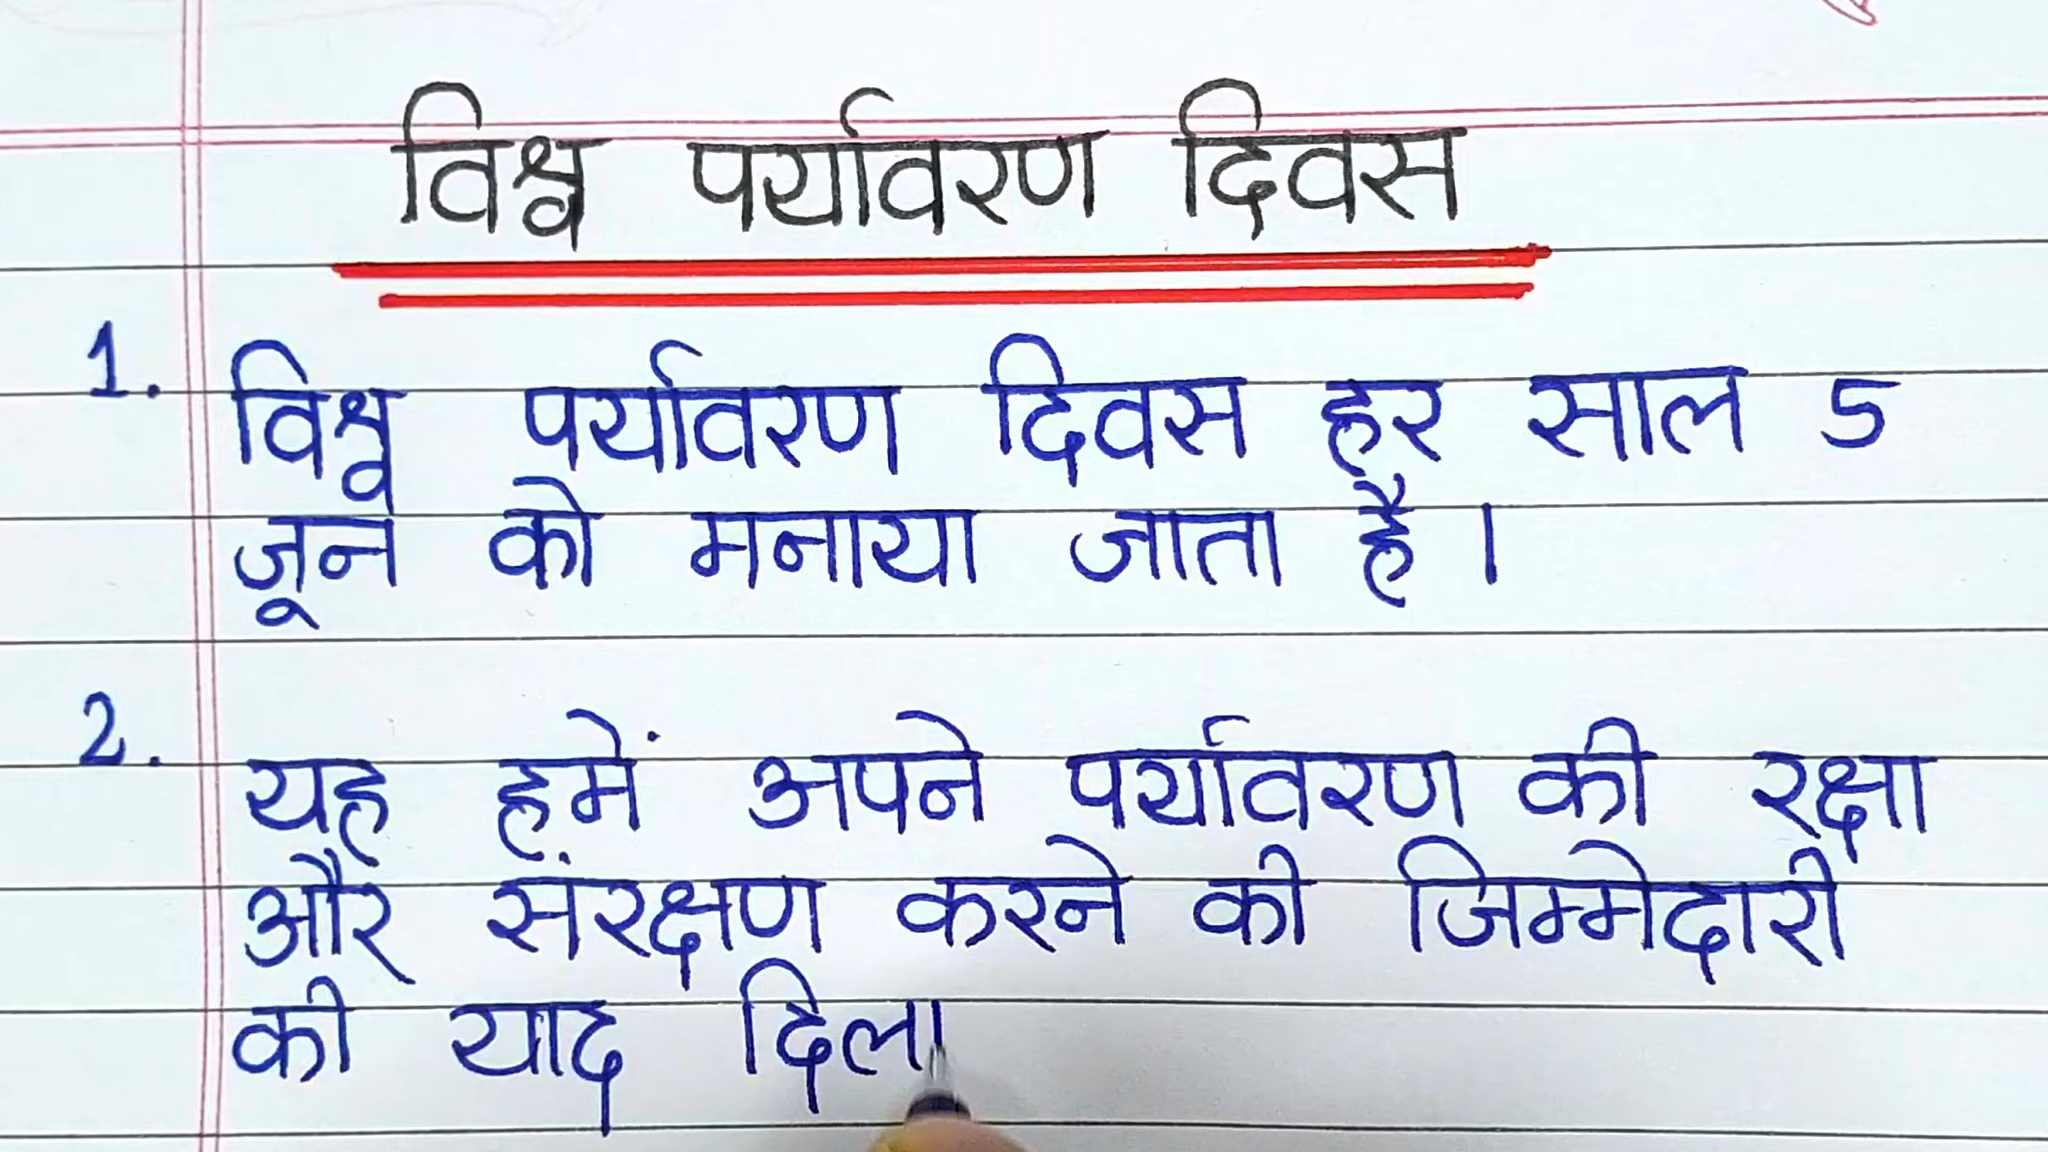 विश्व पर्यावरण दिवस
1. विश्व पर्यावरण दिवस हर साल 5
जून को मनाया जाता है।
2. यह हमें अपने पर्यावरण की रक्षा
और संरक्षण करने की जिम्मेदारी
की याद दिला